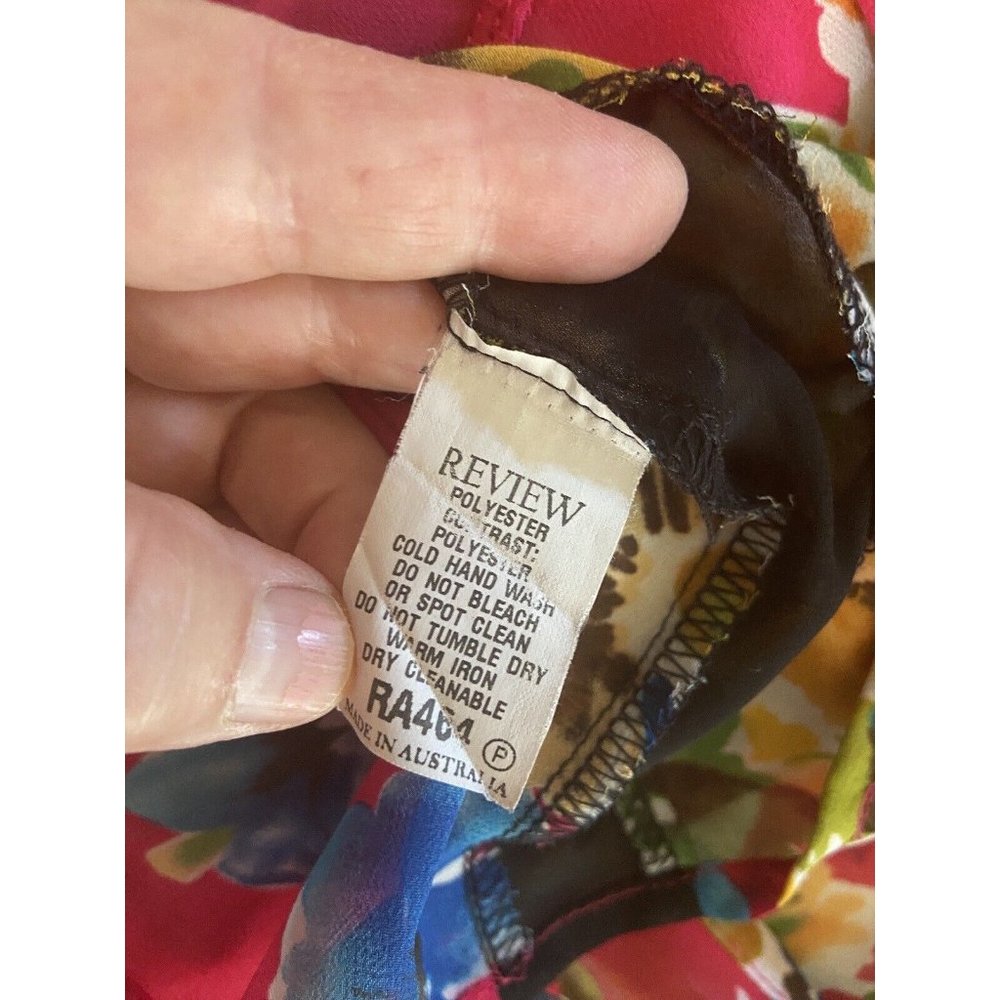 REVIEW
POLYESTER
CONTRAST:
POLYESTER
COLD HAND WASH
DO NOT BLEACH
OR SPOT CLEAN
DO NOT TUMBLE DRY
WARM IRON
DRY CLEANABLE
RA464
P
MADE IN AUSTRALIA